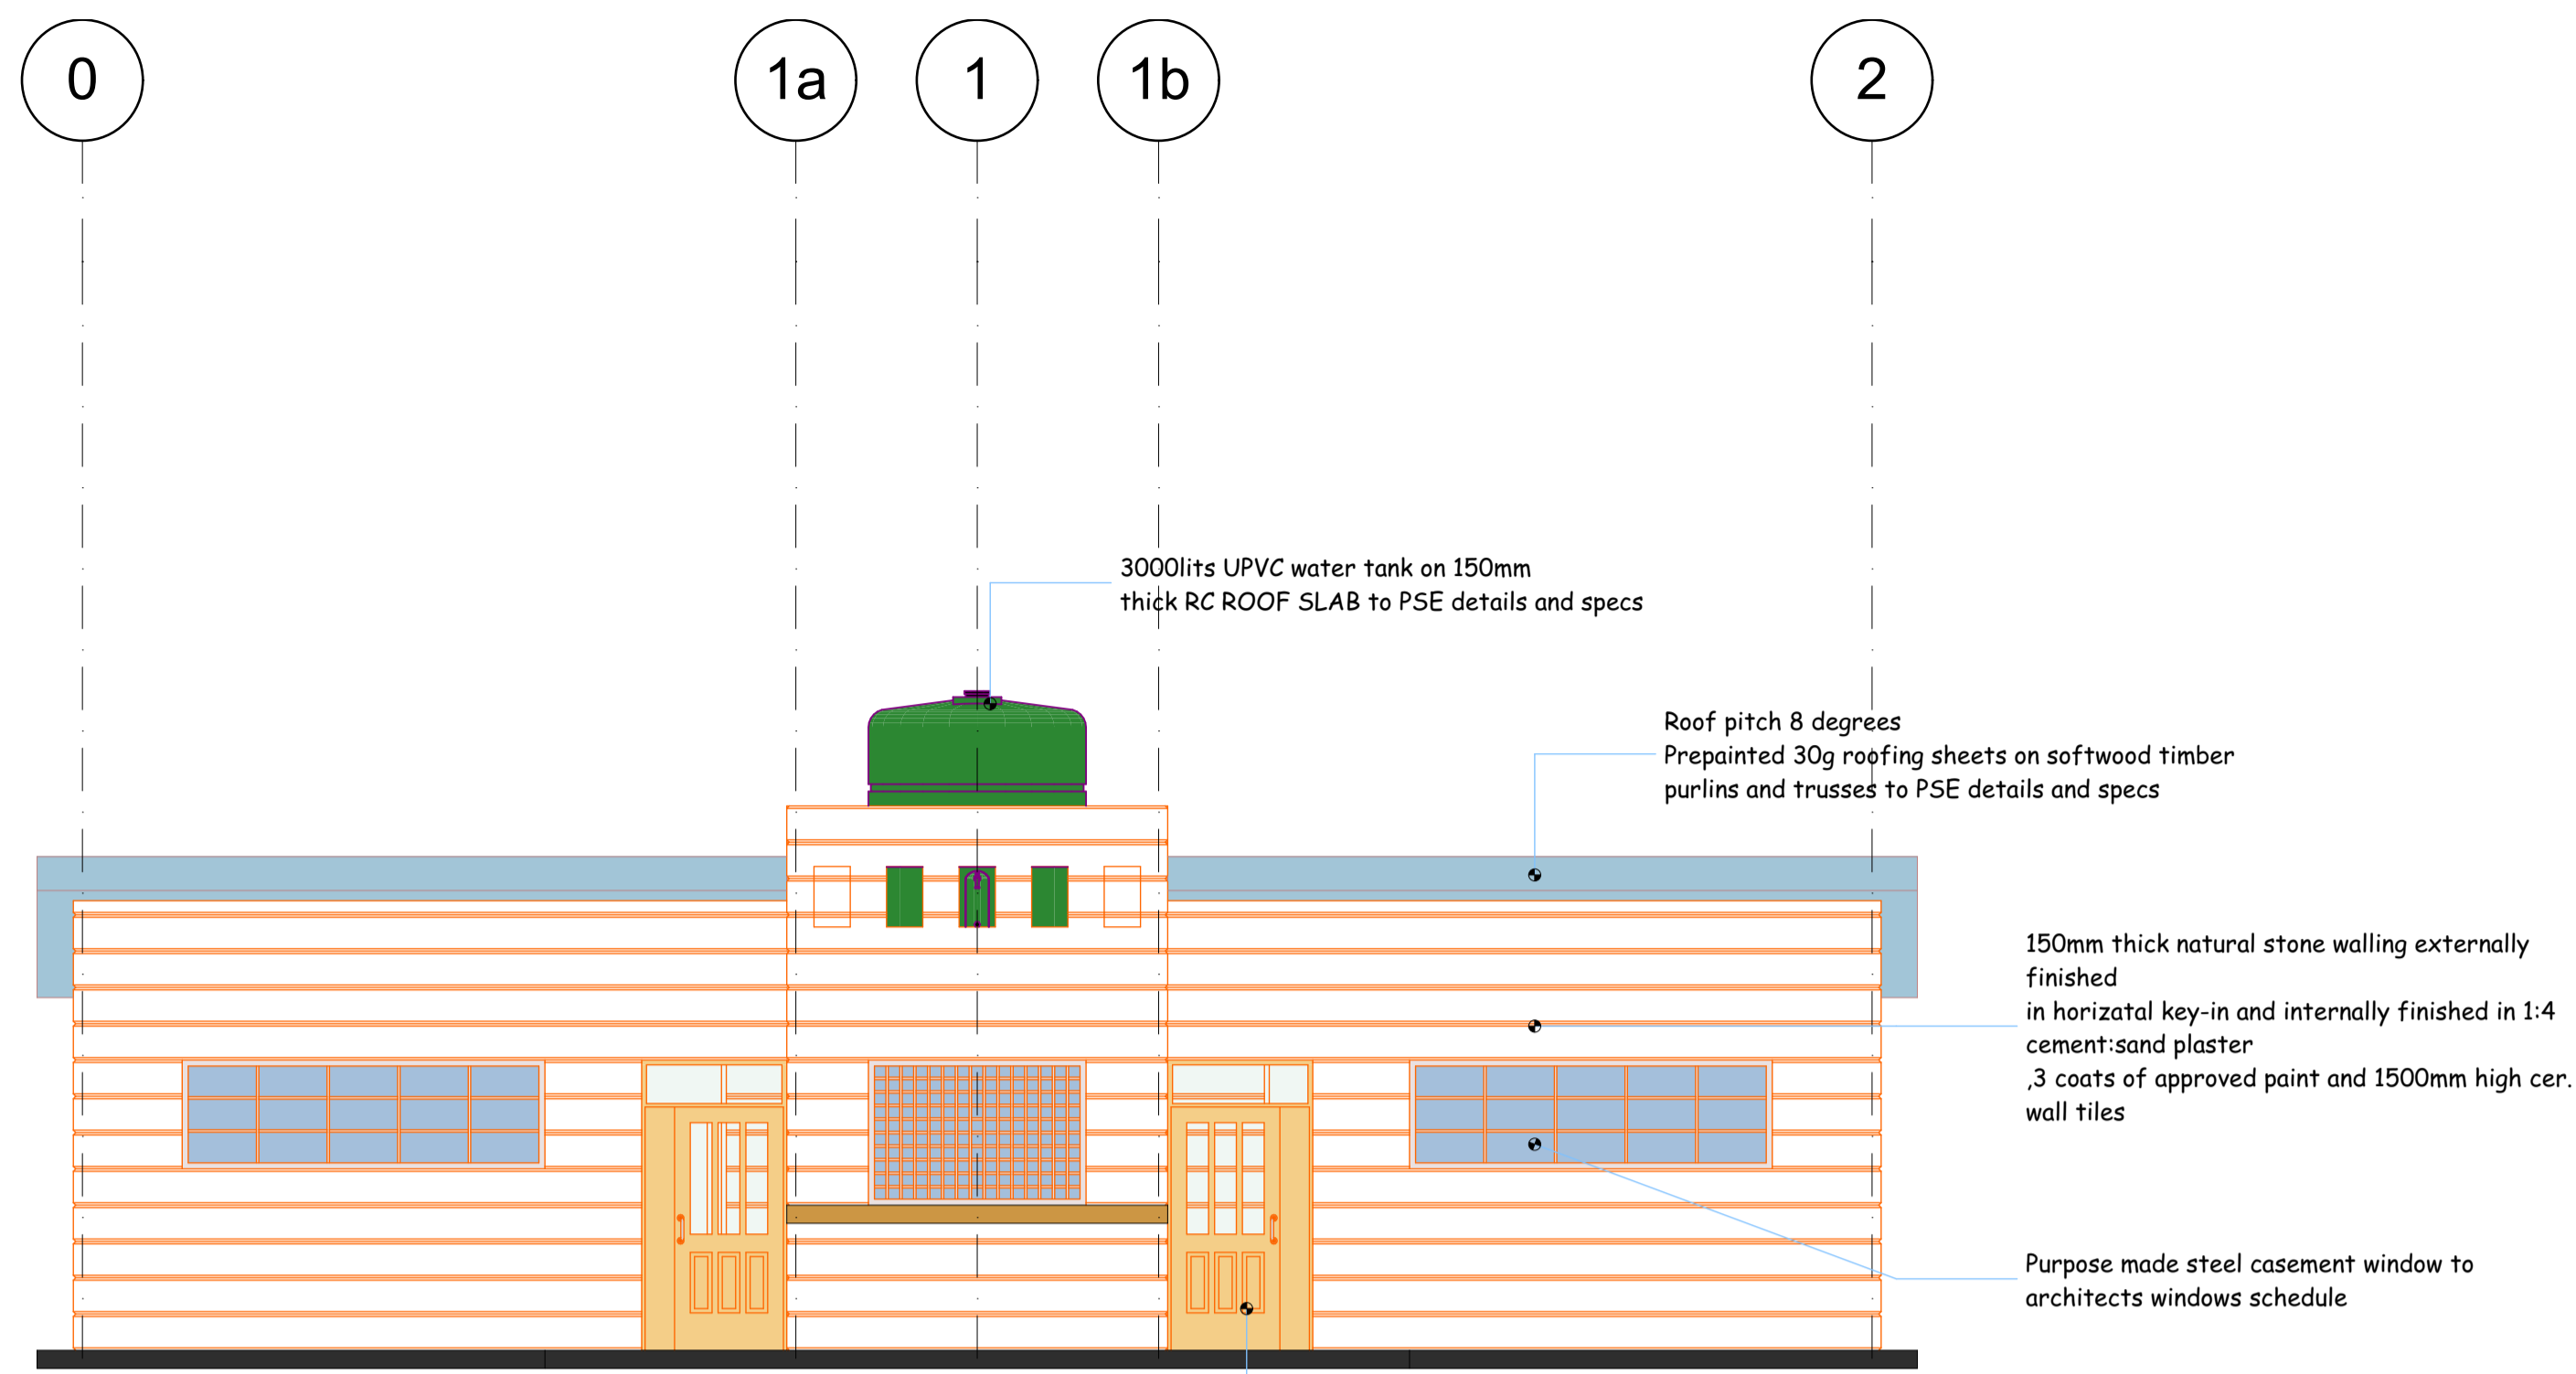 0
1a
1
1b
2
3000lits UPVC water tank on 150mm
thick RC ROOF SLAB to PSE details and specs
Roof pitch 8 degrees
Prepainted 30g roofing sheets on softwood timber
purlins and trusses to PSE details and specs
150mm thick natural stone walling externally
finished
in horizatal key-in and internally finished in 1:4
cement:sand plaster
,3 coats of approved paint and 1500mm high cer.
wall tiles
Purpose made steel casement window to
architects windows schedule